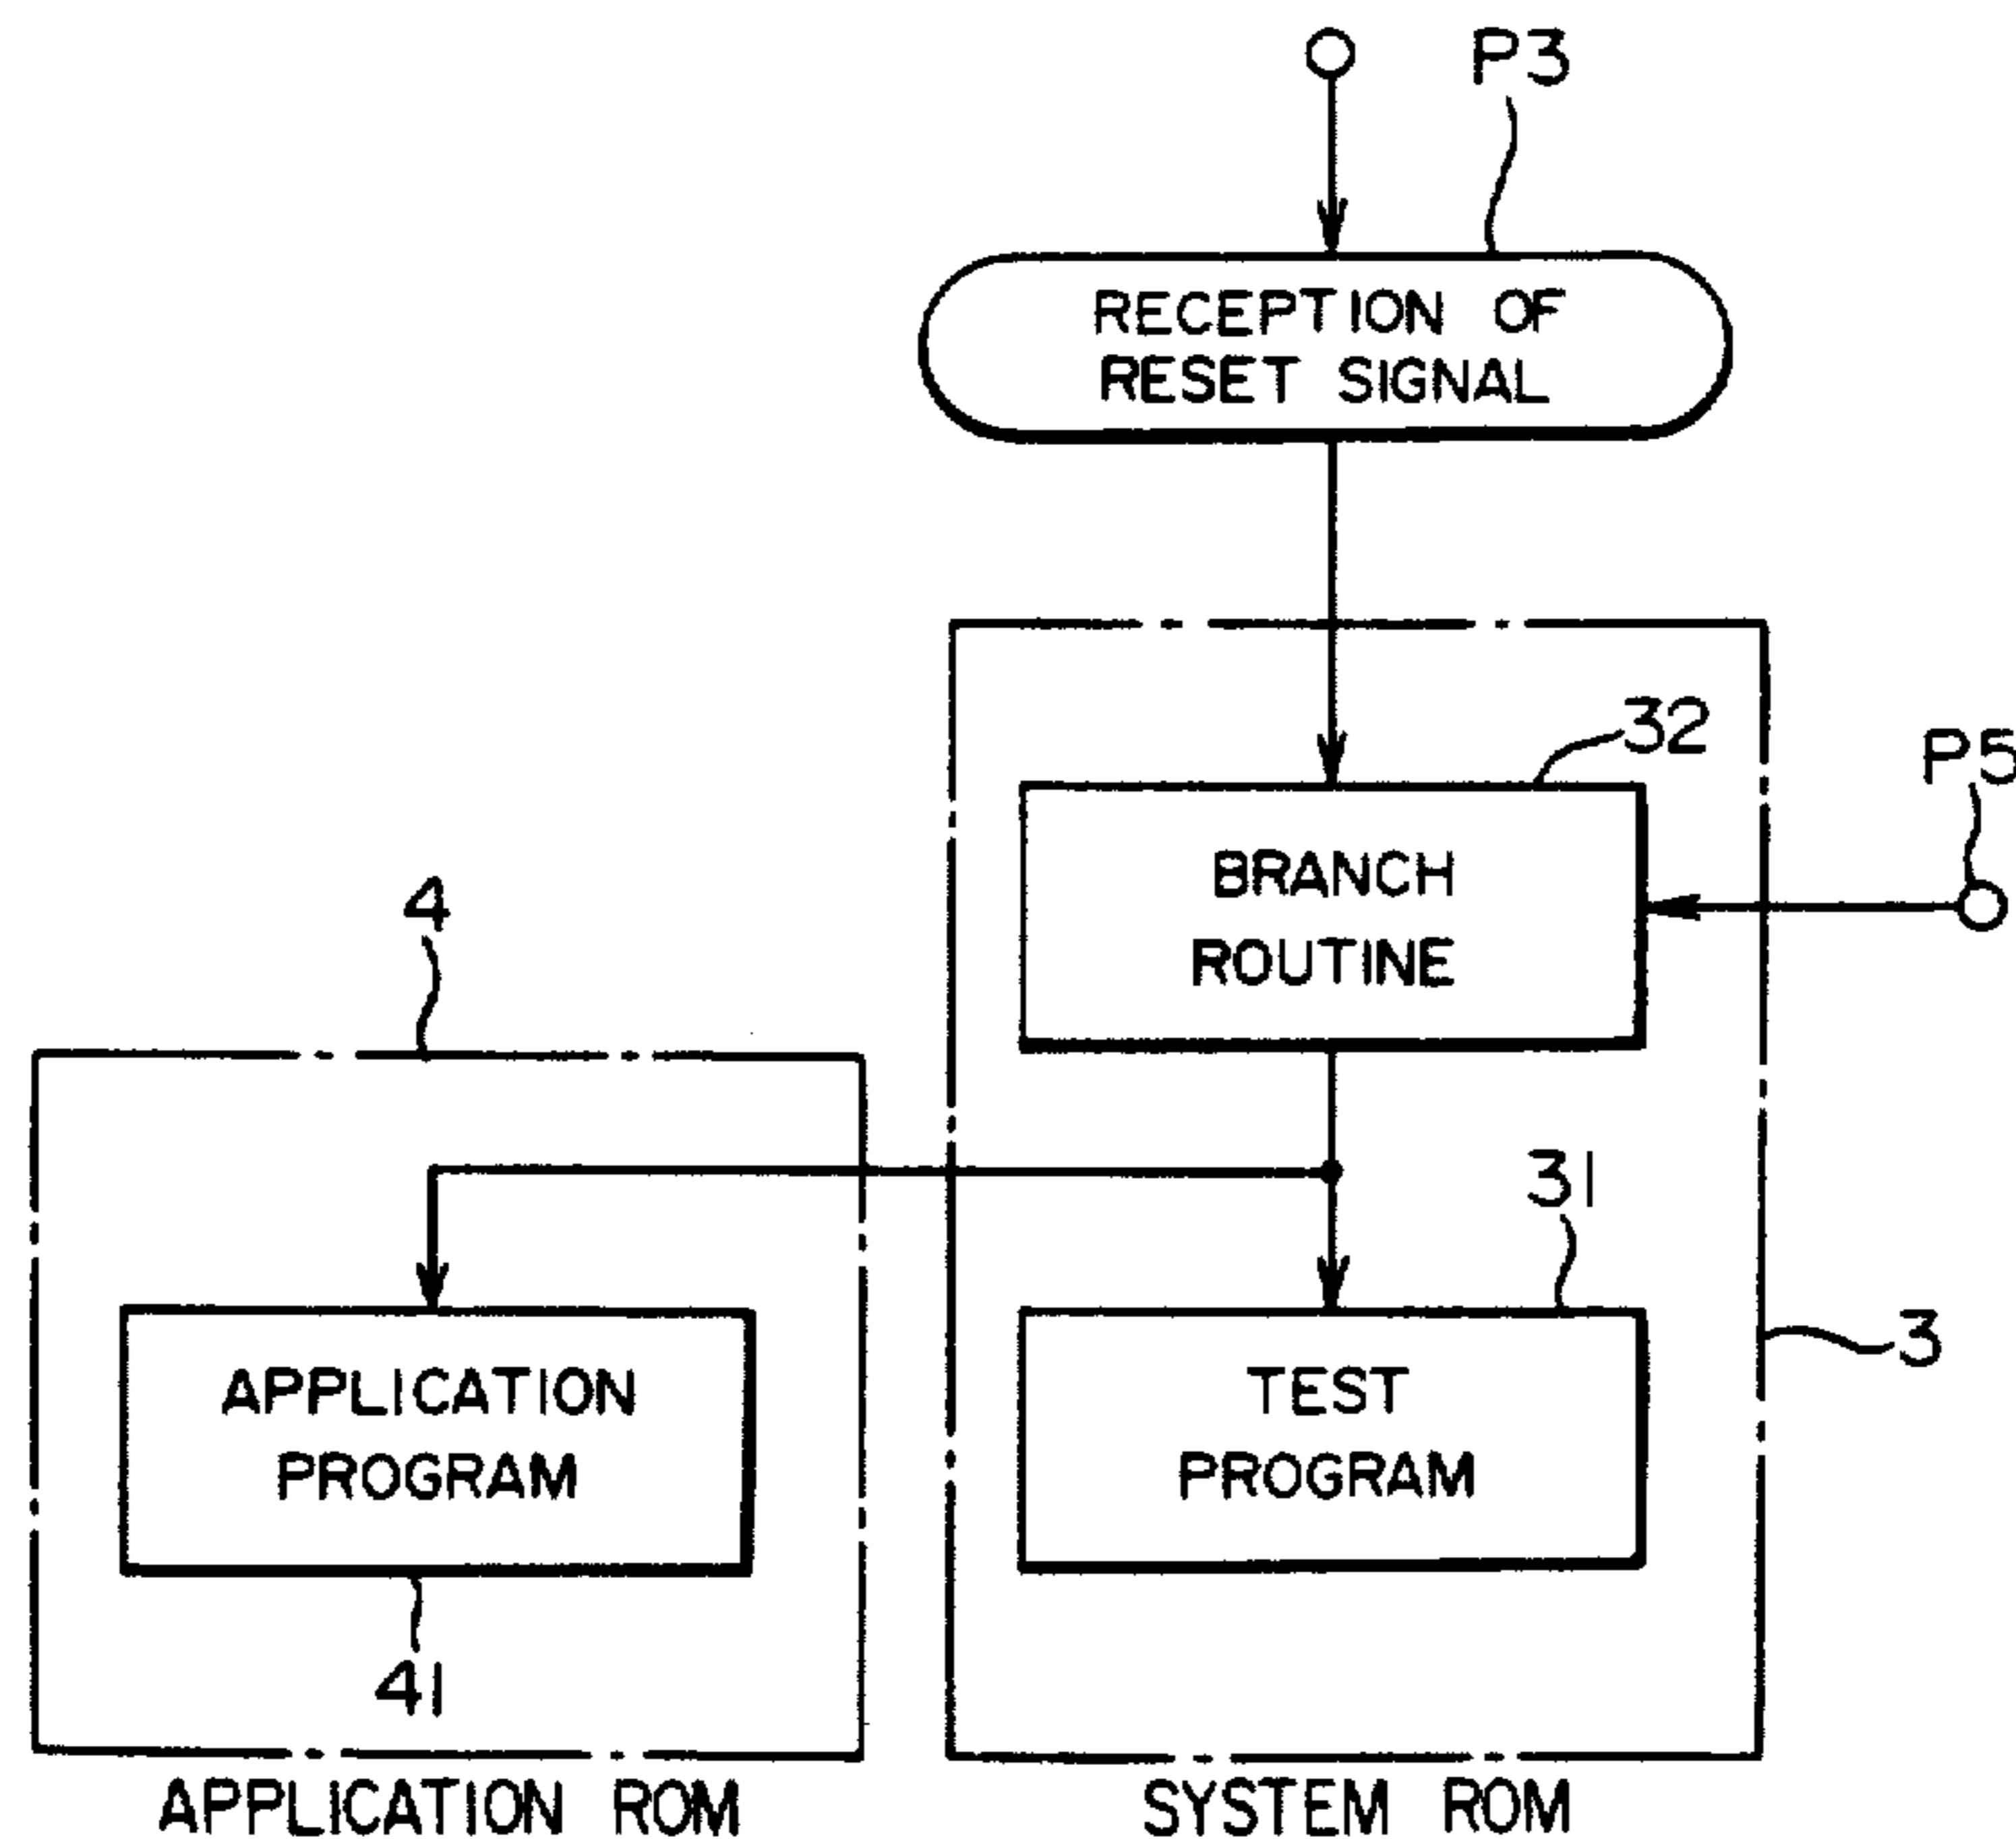 P3
RECEPTION OF
RESET SIGNAL
32
P5
BRANCH
ROUTINE
4
31
3
APPLICATION
PROGRAM
TEST
PROGRAM
41
APPLICATION ROM
SYSTEM ROM